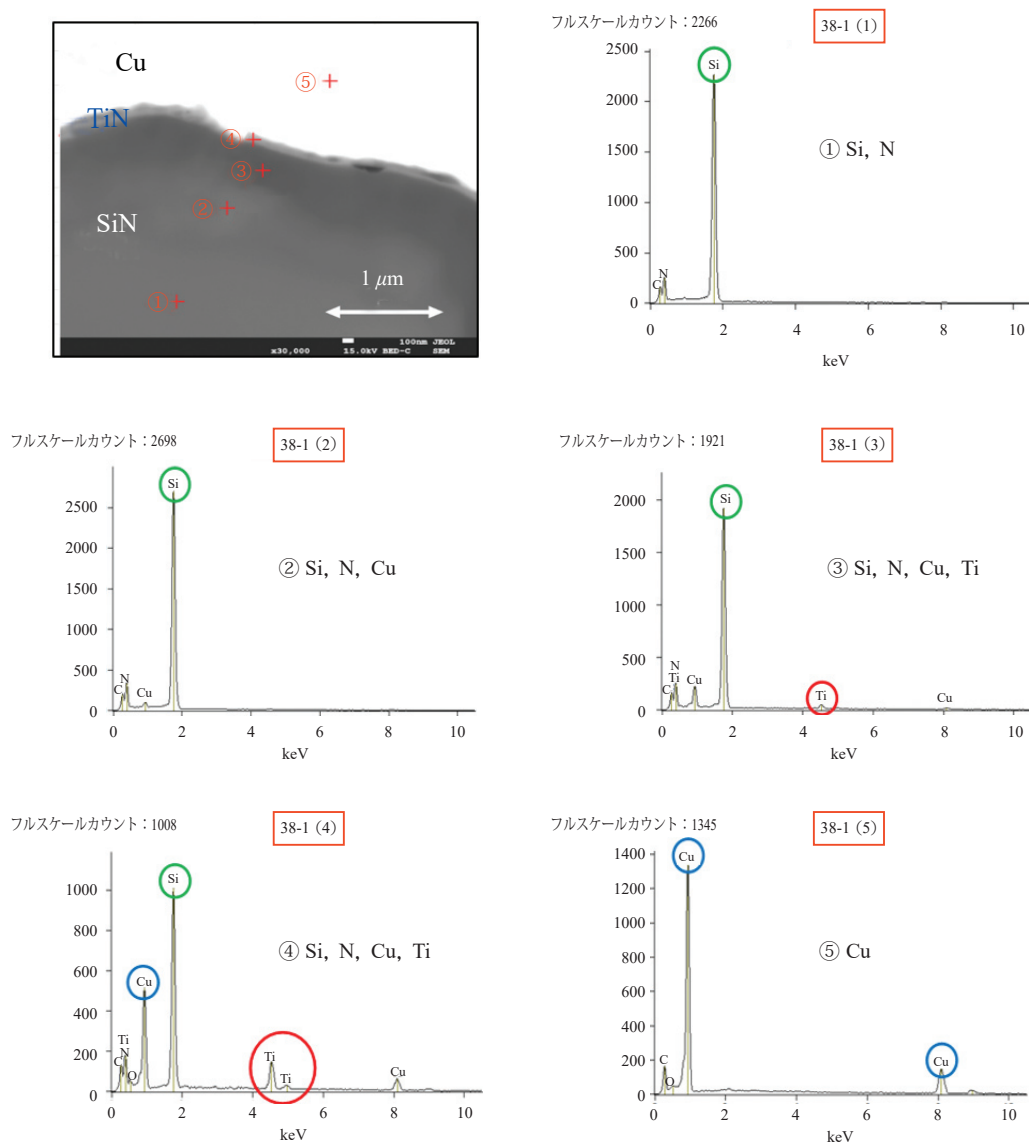 Cu
⑤
TiN
④
③
②
SiN
①
1 μm
100nm JEOL
x30,000 15.0kV BED-C SEM
フルスケールカウント：2266
38-1 (1)
2500
2000
1500
1000
500
0
Si
N
C
① Si, N
0 2 4 6 8 10
keV
フルスケールカウント：2698
38-1 (2)
2500
2000
1500
1000
500
0
Si
N
C
Cu
② Si, N, Cu
0 2 4 6 8 10
keV
フルスケールカウント：1921
38-1 (3)
2000
1500
1000
500
0
Si
N
Ti
C
Cu
Ti
Cu
③ Si, N, Cu, Ti
0 2 4 6 8 10
keV
フルスケールカウント：1008
38-1 (4)
1000
800
600
400
200
0
Si
Cu
Ti
N
C
O
Ti
Ti
Cu
④ Si, N, Cu, Ti
0 2 4 6 8 10
keV
フルスケールカウント：1345
38-1 (5)
1400
1200
1000
800
600
400
200
0
Cu
C
O
Cu
⑤ Cu
0 2 4 6 8 10
keV